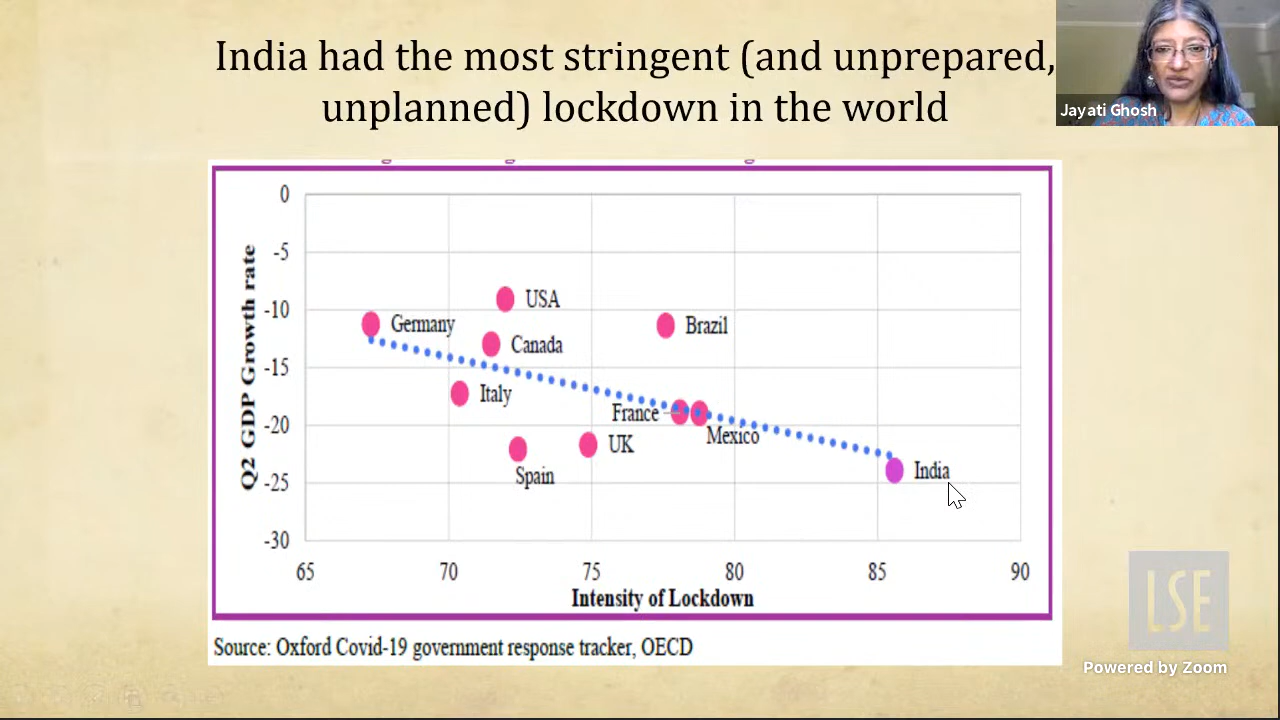 India had the most stringent (and unprepared,
unplanned) lockdown in the world
Jayati Ghosh
0
-5
-10
-15
-20
-25
-30
Q2 GDP Growth rate
USA
Germany
Brazil
Canada
Italy
France
Mexico
UK
Spain
India
65 70 75 80 85 90
Intensity of Lockdown
Source: Oxford Covid-19 government response tracker, OECD
LSE
Powered by Zoom